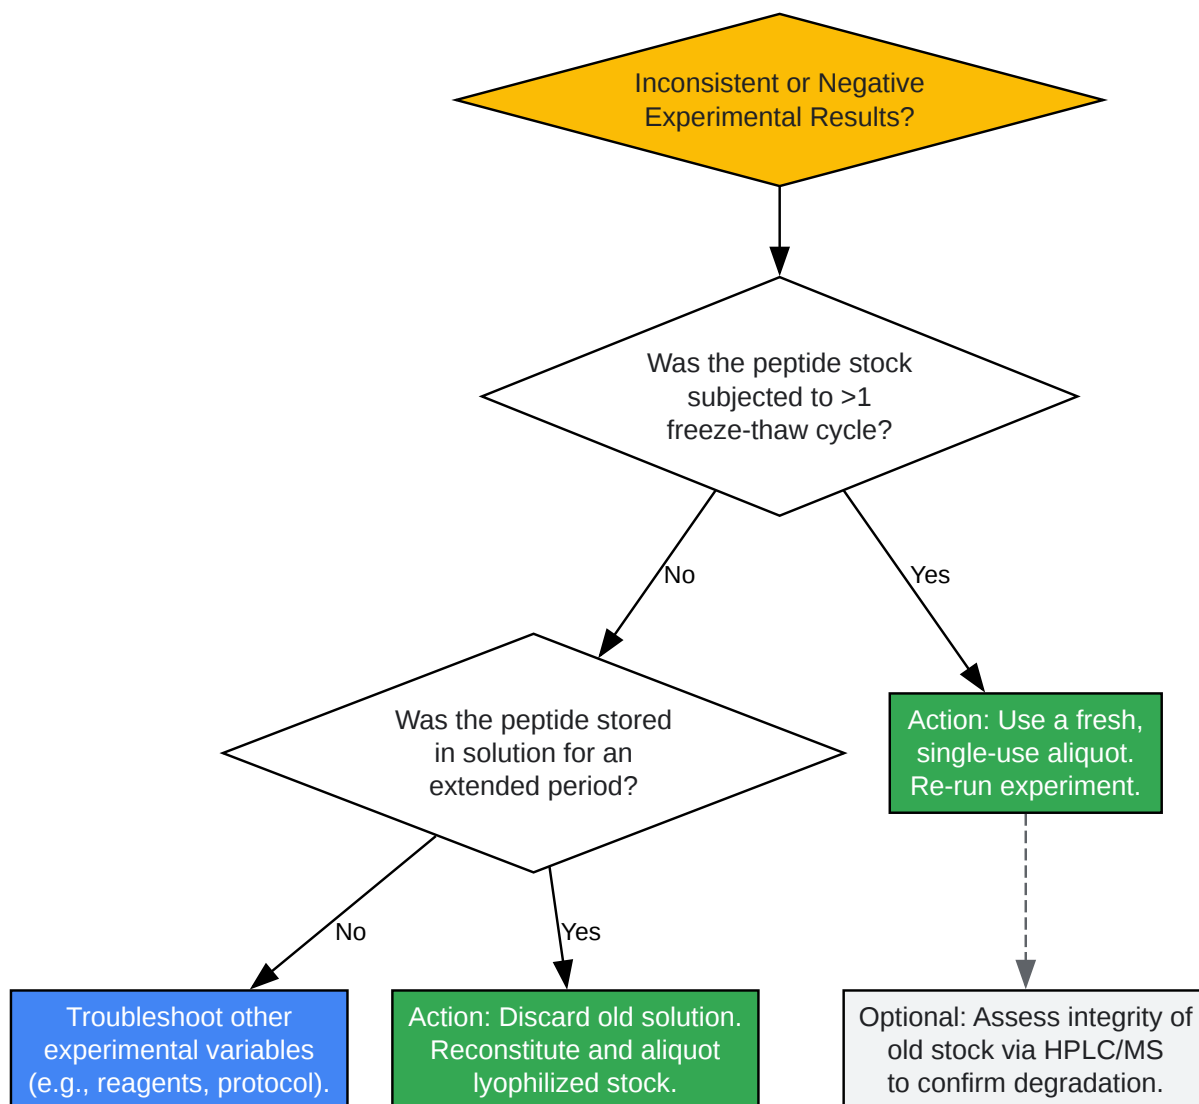 Inconsistent or Negative
Experimental Results?
Was the peptide stock
subjected to >1
freeze-thaw cycle?
No
Yes
Was the peptide stored
in solution for an
extended period?
Action: Use a fresh,
single-use aliquot.
Re-run experiment.
No
Yes
Troubleshoot other
experimental variables
(e.g., reagents, protocol).
Action: Discard old solution.
Reconstitute and aliquot
lyophilized stock.
Optional: Assess integrity of
old stock via HPLC/MS
to confirm degradation.